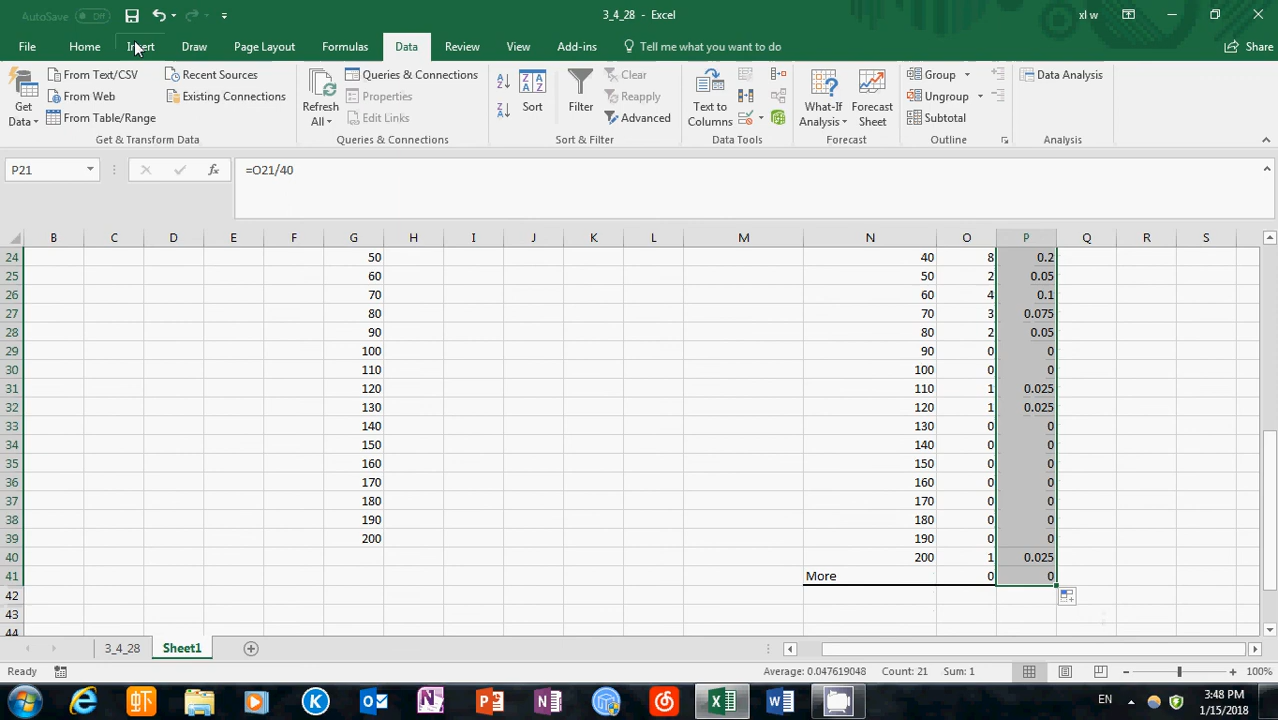 AutoSave Off 3_4_28 - Excel xl w
File Home Insert Draw Page Layout Formulas Data Review View Add-ins Tell me what you want to do Share
Get Data From Text/CSV Recent Sources Refresh All Queries & Connections Sort Filter Clear Text to Columns What-If Analysis Forecast Sheet Group Data Analysis
From Web Existing Connections Properties Reapply Ungroup
From Table/Range Edit Links Advanced Subtotal
Get & Transform Data Queries & Connections Sort & Filter Data Tools Forecast Outline Analysis
P21 fx =O21/40
B C D E F G H I J K L M N O P Q R S
24 50 40 8 0.2
25 60 50 2 0.05
26 70 60 4 0.1
27 80 70 3 0.075
28 90 80 2 0.05
29 100 90 0 0
30 110 100 0 0
31 120 110 1 0.025
32 130 120 1 0.025
33 140 130 0 0
34 150 140 0 0
35 160 150 0 0
36 170 160 0 0
37 180 170 0 0
38 190 180 0 0
39 200 190 0 0
40 200 1 0.025
41 More 0 0
42
43
44
3_4_28 Sheet1
Ready Average: 0.047619048 Count: 21 Sum: 1 100%
EN 3:48 PM
1/15/2018